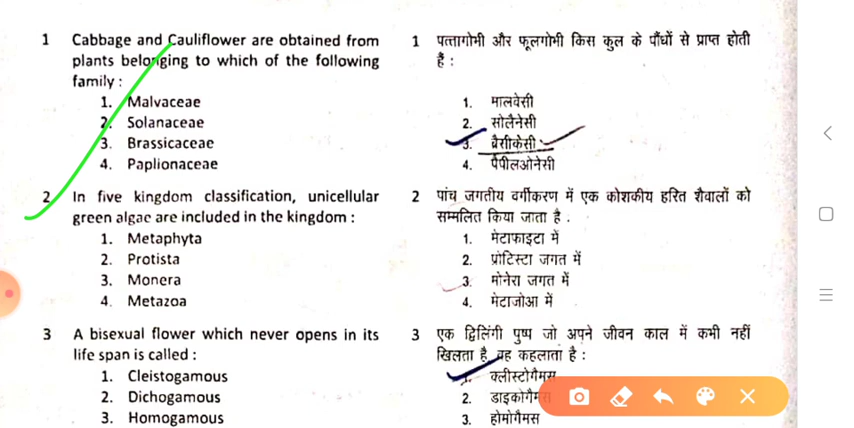 1 Cabbage and Cauliflower are obtained from
plants belonging to which of the following
family :
1. Malvaceae
2. Solanaceae
3. Brassicaceae
4. Paplionaceae
2 In five kingdom classification, unicellular
green algae are included in the kingdom :
1. Metaphyta
2. Protista
3. Monera
4. Metazoa
3 A bisexual flower which never opens in its
life span is called :
1. Cleistogamous
2. Dichogamous
3. Homogamous
1 पत्तागोभी और फूलगोभी किस कुल के पौंधों से प्राप्त होती
हैं :
1. मालवेसी
2. सोलैनेसी
3. ब्रैसीकेसी
4. पैपीलओनेसी
2 पांच जगतीय वर्गीकरण में एक कोशकीय हरित शैवालों को
सम्मलित किया जाता है .
1. मेटाफाइटा में
2. प्रोटिस्टा जगत में
3. मोनेरा जगत में
4. मेटाजोआ में
3 एक द्विलिंगी पुष्प जो अपने जीवन काल में कभी नहीं
खिलता है वह कहलाता है :
1. क्लीस्टोगैमस
2.
3. होमोगैमस